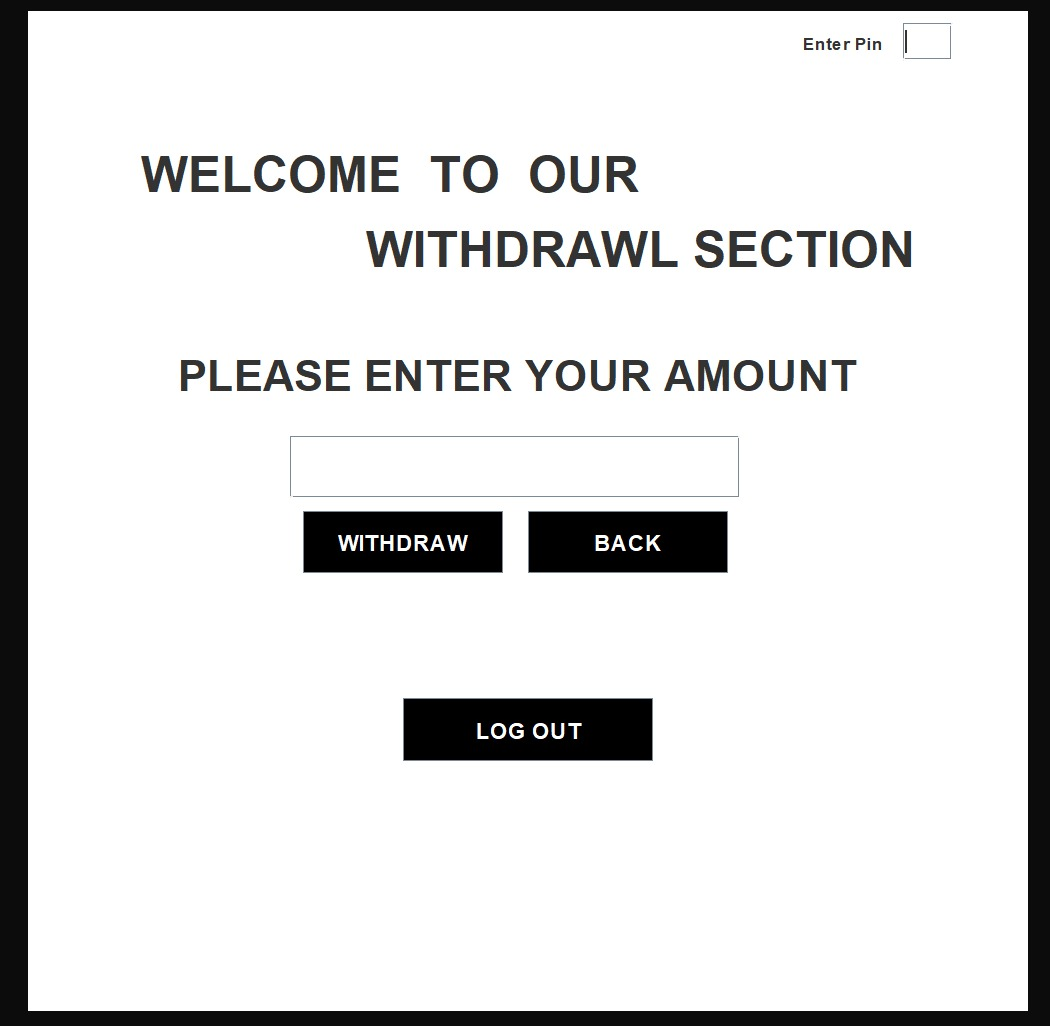 Enter Pin
WELCOME TO OUR
WITHDRAWL SECTION
PLEASE ENTER YOUR AMOUNT
WITHDRAW BACK
LOG OUT